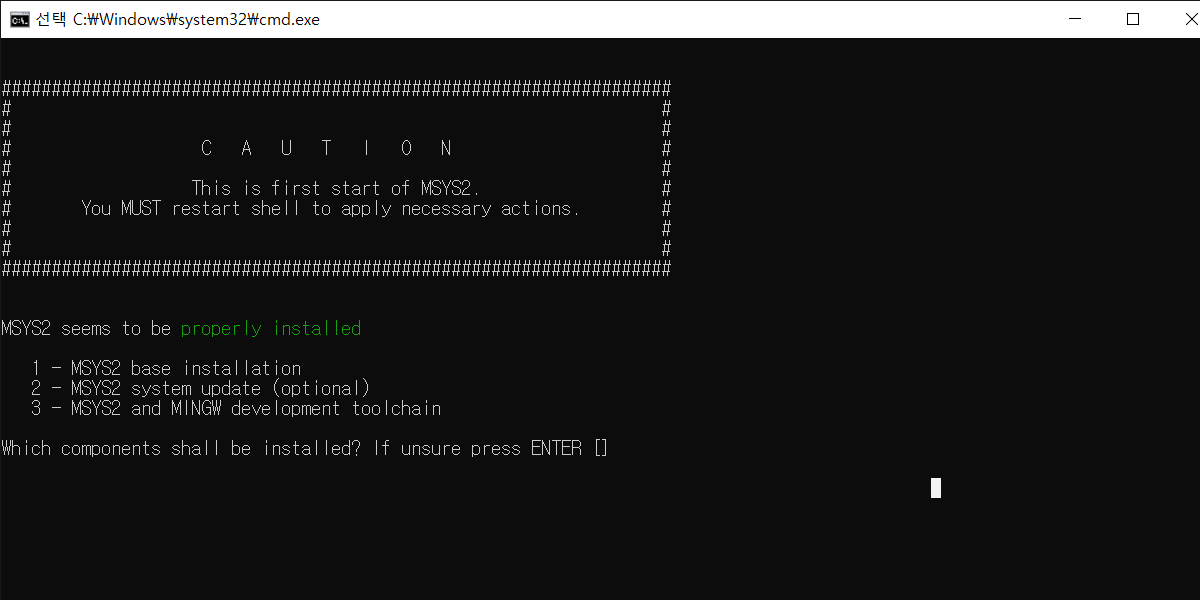 선택 C:₩Windows₩system32₩cmd.exe
###################################################################
# #
# #
# C A U T I O N #
# #
# This is first start of MSYS2. #
# You MUST restart shell to apply necessary actions. #
# #
# #
###################################################################
MSYS2 seems to be properly installed
1 - MSYS2 base installation
2 - MSYS2 system update (optional)
3 - MSYS2 and MINGW development toolchain
Which components shall be installed? If unsure press ENTER []